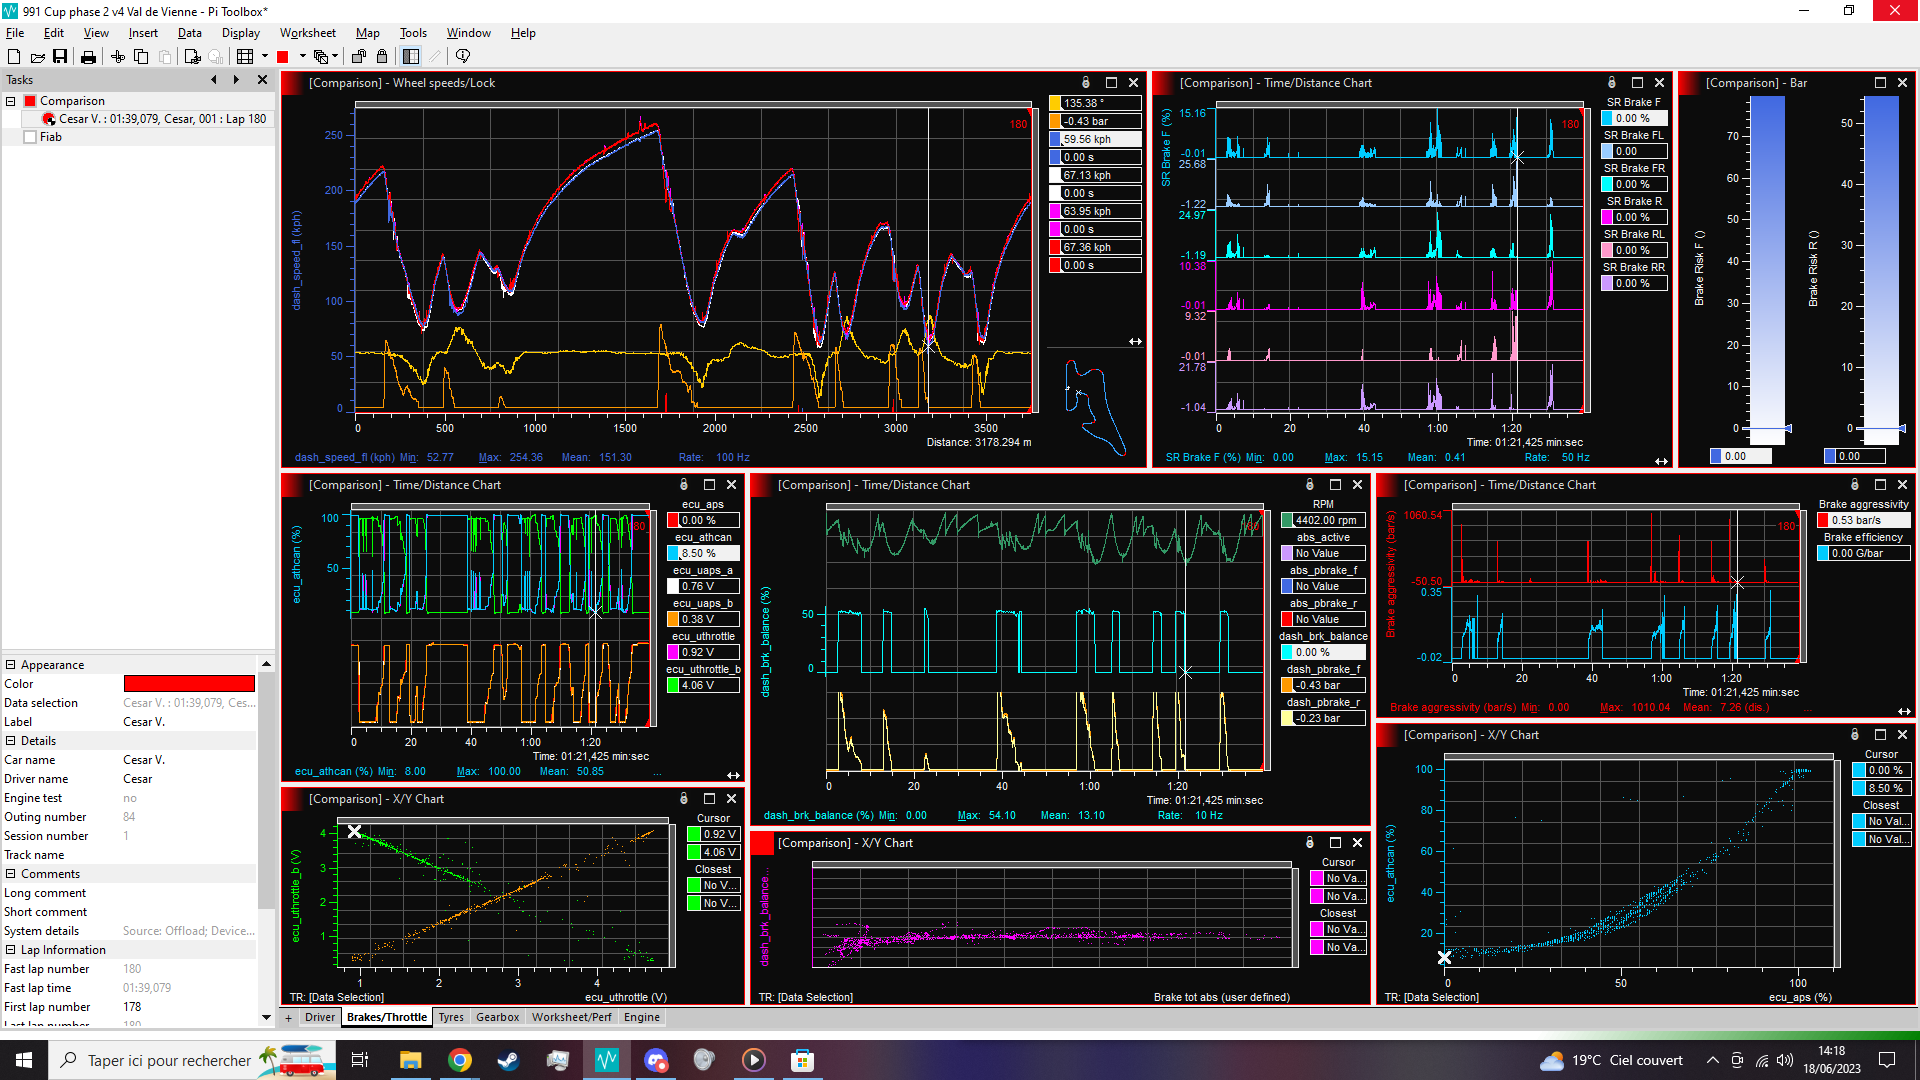 991 Cup phase 2 v4 Val de Vienne - Pi Toolbox*
File Edit View Insert Data Display Worksheet Map Tools Window Help
Tasks
Comparison
Cesar V. : 01:39,079, Cesar, 001 : Lap 180
Fiab
Appearance
Color
Data selection Cesar V. : 01:39,079, Ces...
Label Cesar V.
Details
Car name Cesar V.
Driver name Cesar
Engine test no
Outing number 84
Session number 1
Track name
Comments
Long comment
Short comment
System details Source: Offload; Device...
Lap Information
Fast lap number 180
Fast lap time 01:39,079
First lap number 178
Last lap number 180
[Comparison] - Wheel speeds/Lock
180
dash_speed_fl (kph)
250
200
150
100
50
0
0 500 1000 1500 2000 2500 3000 3500
Distance: 3178.294 m
dash_speed_fl (kph) Min: 52.77 Max: 254.36 Mean: 151.30 Rate: 100 Hz
135.38 °
-0.43 bar
59.56 kph
0.00 s
67.13 kph
0.00 s
63.95 kph
0.00 s
67.36 kph
0.00 s
[Comparison] - Time/Distance Chart
180
SR Brake F (%)
15.16
-0.01
25.68
-1.22
24.97
-1.19
10.38
-0.01
9.32
-0.01
21.78
-1.04
0 20 40 1:00 1:20
Time: 01:21,425 min:sec
SR Brake F (%) Min: 0.00 Max: 15.15 Mean: 0.41 Rate: 50 Hz
SR Brake F
0.00 %
SR Brake FL
0.00
SR Brake FR
0.00 %
SR Brake R
0.00 %
SR Brake RL
0.00 %
SR Brake RR
0.00 %
[Comparison] - Bar
Brake Risk F ()
70
60
50
40
30
20
10
0
0.00
Brake Risk R ()
50
40
30
20
10
0
0.00
[Comparison] - Time/Distance Chart
180
ecu_athcan (%)
100
50
0 20 40 1:00 1:20
Time: 01:21,425 min:sec
ecu_athcan (%) Min: 8.00 Max: 100.00 Mean: 50.85 ...
ecu_aps
0.00 %
ecu_athcan
8.50 %
ecu_uaps_a
0.76 V
ecu_uaps_b
0.38 V
ecu_uthrottle
0.92 V
ecu_uthrottle_b
4.06 V
[Comparison] - Time/Distance Chart
dash_brk_balance (%)
50
0
0 20 40 1:00 1:20
Time: 01:21,425 min:sec
dash_brk_balance (%) Min: 0.00 Max: 54.10 Mean: 13.10 Rate: 10 Hz
RPM
4402.00 rpm
abs_active
No Value
abs_pbrake_f
No Value
abs_pbrake_r
No Value
dash_brk_balance
0.00 %
dash_pbrake_f
-0.43 bar
dash_pbrake_r
-0.23 bar
[Comparison] - Time/Distance Chart
180
Brake aggressivity (bar/s)
1060.54
-50.50
0.35
-0.02
0 20 40 1:00 1:20
Time: 01:21,425 min:sec
Brake aggressivity (bar/s) Min: 0.00 Max: 1010.04 Mean: 7.26 (dis.) ...
Brake aggressivity
0.53 bar/s
Brake efficiency
0.00 G/bar
[Comparison] - X/Y Chart
ecu_uthrottle_b (V)
4
3
2
1
1 2 3 4
TR: [Data Selection] ecu_uthrottle (V)
Cursor
0.92 V
4.06 V
Closest
No V...
No V...
[Comparison] - X/Y Chart
dash_brk_balance...
TR: [Data Selection] Brake tot abs (user defined)
Cursor
No Va...
No Va...
Closest
No Va...
No Va...
[Comparison] - X/Y Chart
ecu_athcan (%)
100
80
60
40
20
0 50 100
TR: [Data Selection] ecu_aps (%)
Cursor
0.00 %
8.50 %
Closest
No Val...
No Val...
+ Driver Brakes/Throttle Tyres Gearbox Worksheet/Perf Engine
Taper ici pour rechercher
19°C Ciel couvert
14:18
18/06/2023